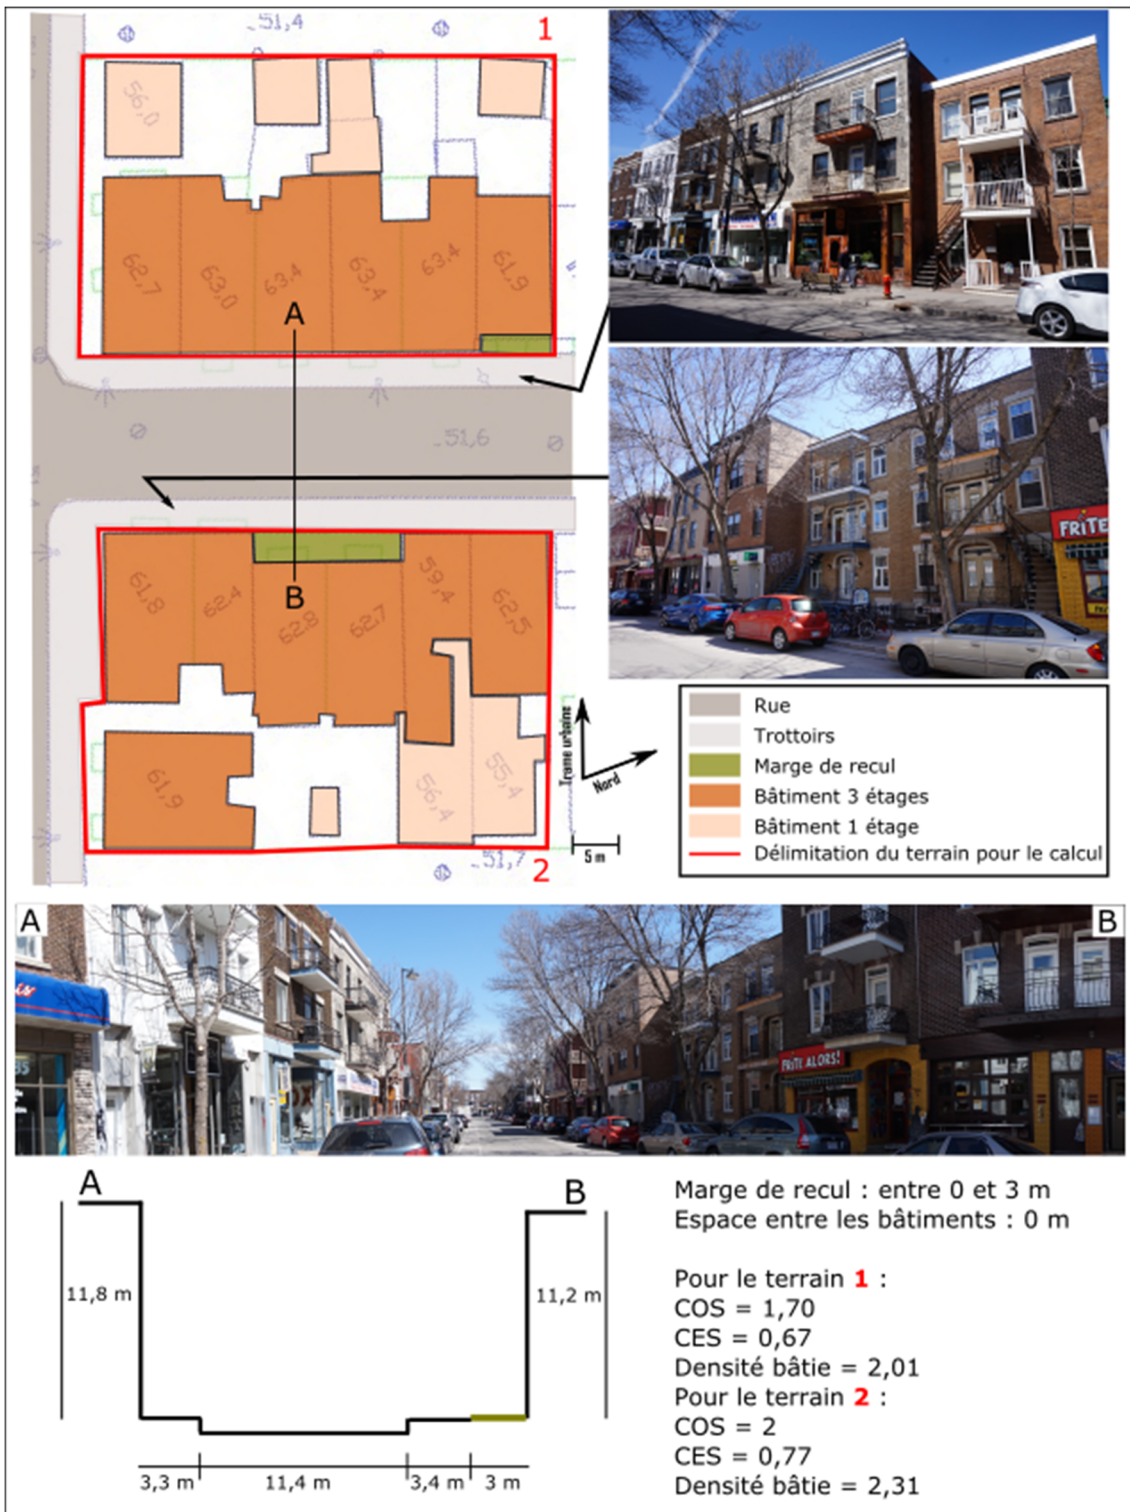 51,4
1
56,0
62,7
63,0
63,4
63,4
63,4
61,9
A
51,6
B
61,8
62,4
62,8
62,7
59,4
62,5
61,9
56,4
55,4
51,7
2
Trame urbaine
Nord
5 m
FRITE
Rue
Trottoirs
Marge de recul
Bâtiment 3 étages
Bâtiment 1 étage
Délimitation du terrain pour le calcul
A
B
is
FRITE ALORS!
A
B
11,8 m
11,2 m
3,3 m
11,4 m
3,4 m
3 m
Marge de recul : entre 0 et 3 m
Espace entre les bâtiments : 0 m
Pour le terrain 1 :
COS = 1,70
CES = 0,67
Densité bâtie = 2,01
Pour le terrain 2 :
COS = 2
CES = 0,77
Densité bâtie = 2,31